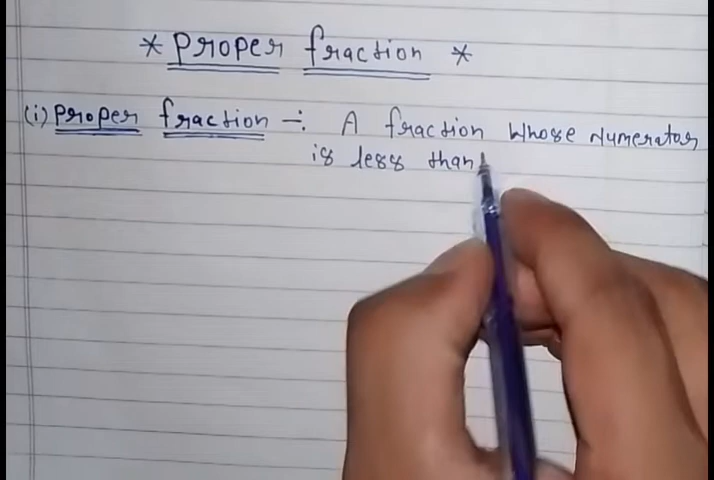 * Proper fraction *
(i) Proper fraction ÷ A fraction whose Numerator
is less than